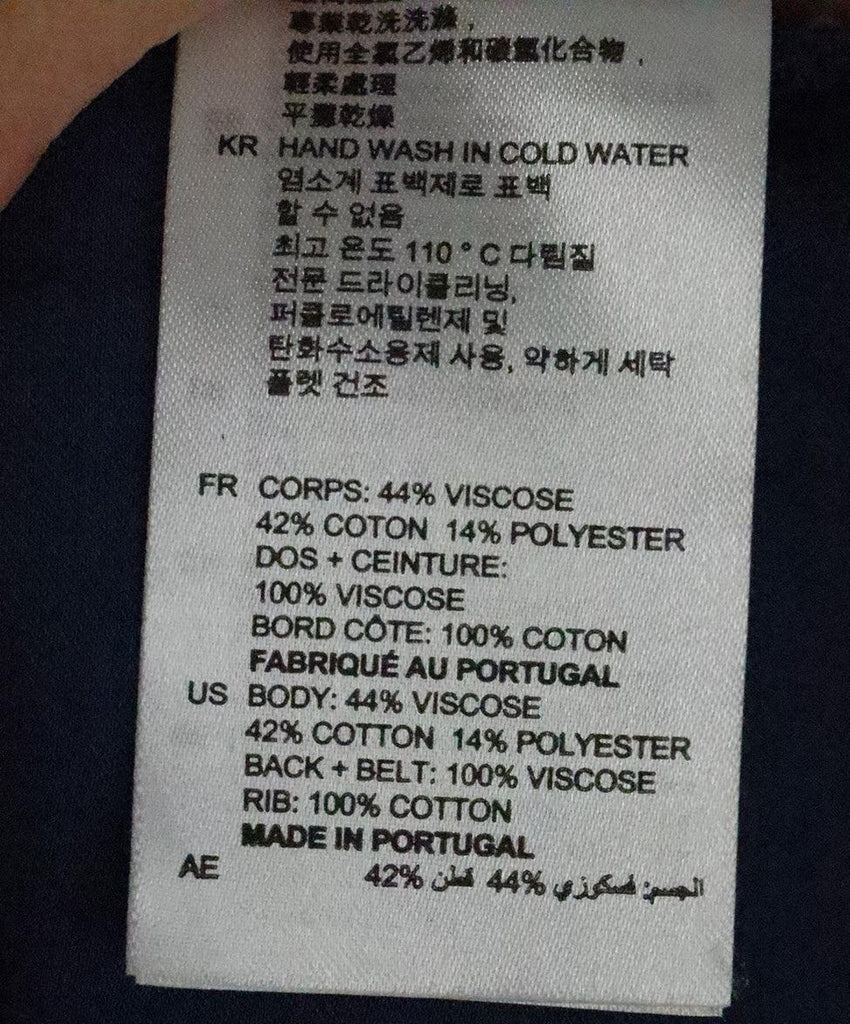 專業乾洗洗滌，
使用全氯乙烯和碳氫化合物，
輕柔處理
平攤乾燥
KR HAND WASH IN COLD WATER
염소계 표백제로 표백
할 수 없음
최고 온도 110 ° C 다림질
전문 드라이클리닝,
퍼클로에틸렌제 및
탄화수소용제 사용, 약하게 세탁
플렛 건조
FR CORPS: 44% VISCOSE
42% COTON 14% POLYESTER
DOS + CEINTURE:
100% VISCOSE
BORD CÔTE: 100% COTON
FABRIQUÉ AU PORTUGAL
US BODY: 44% VISCOSE
42% COTTON 14% POLYESTER
BACK + BELT: 100% VISCOSE
RIB: 100% COTTON
MADE IN PORTUGAL
AE الجسم: فسكوزي %44 قطن %42